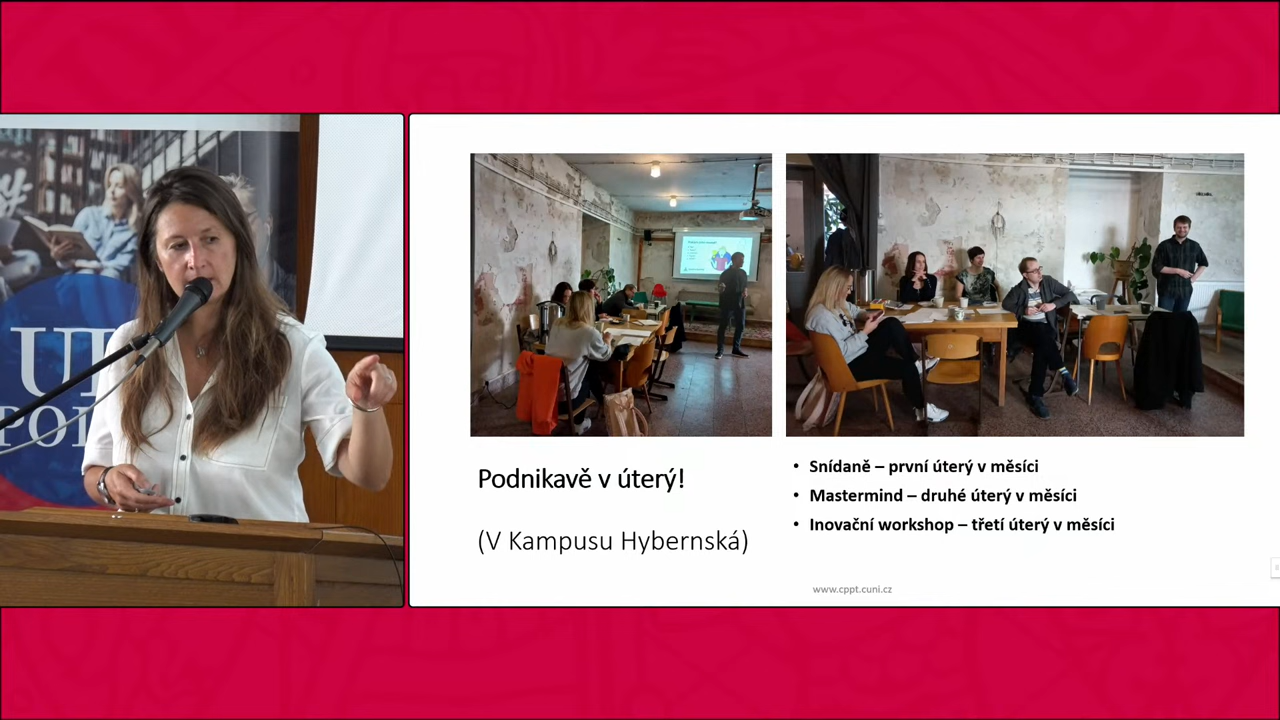 Podnikavě v úterý!
(V Kampusu Hybernská)
• Snídaně – první úterý v měsíci
• Mastermind – druhé úterý v měsíci
• Inovační workshop – třetí úterý v měsíci
www.cppt.cuni.cz